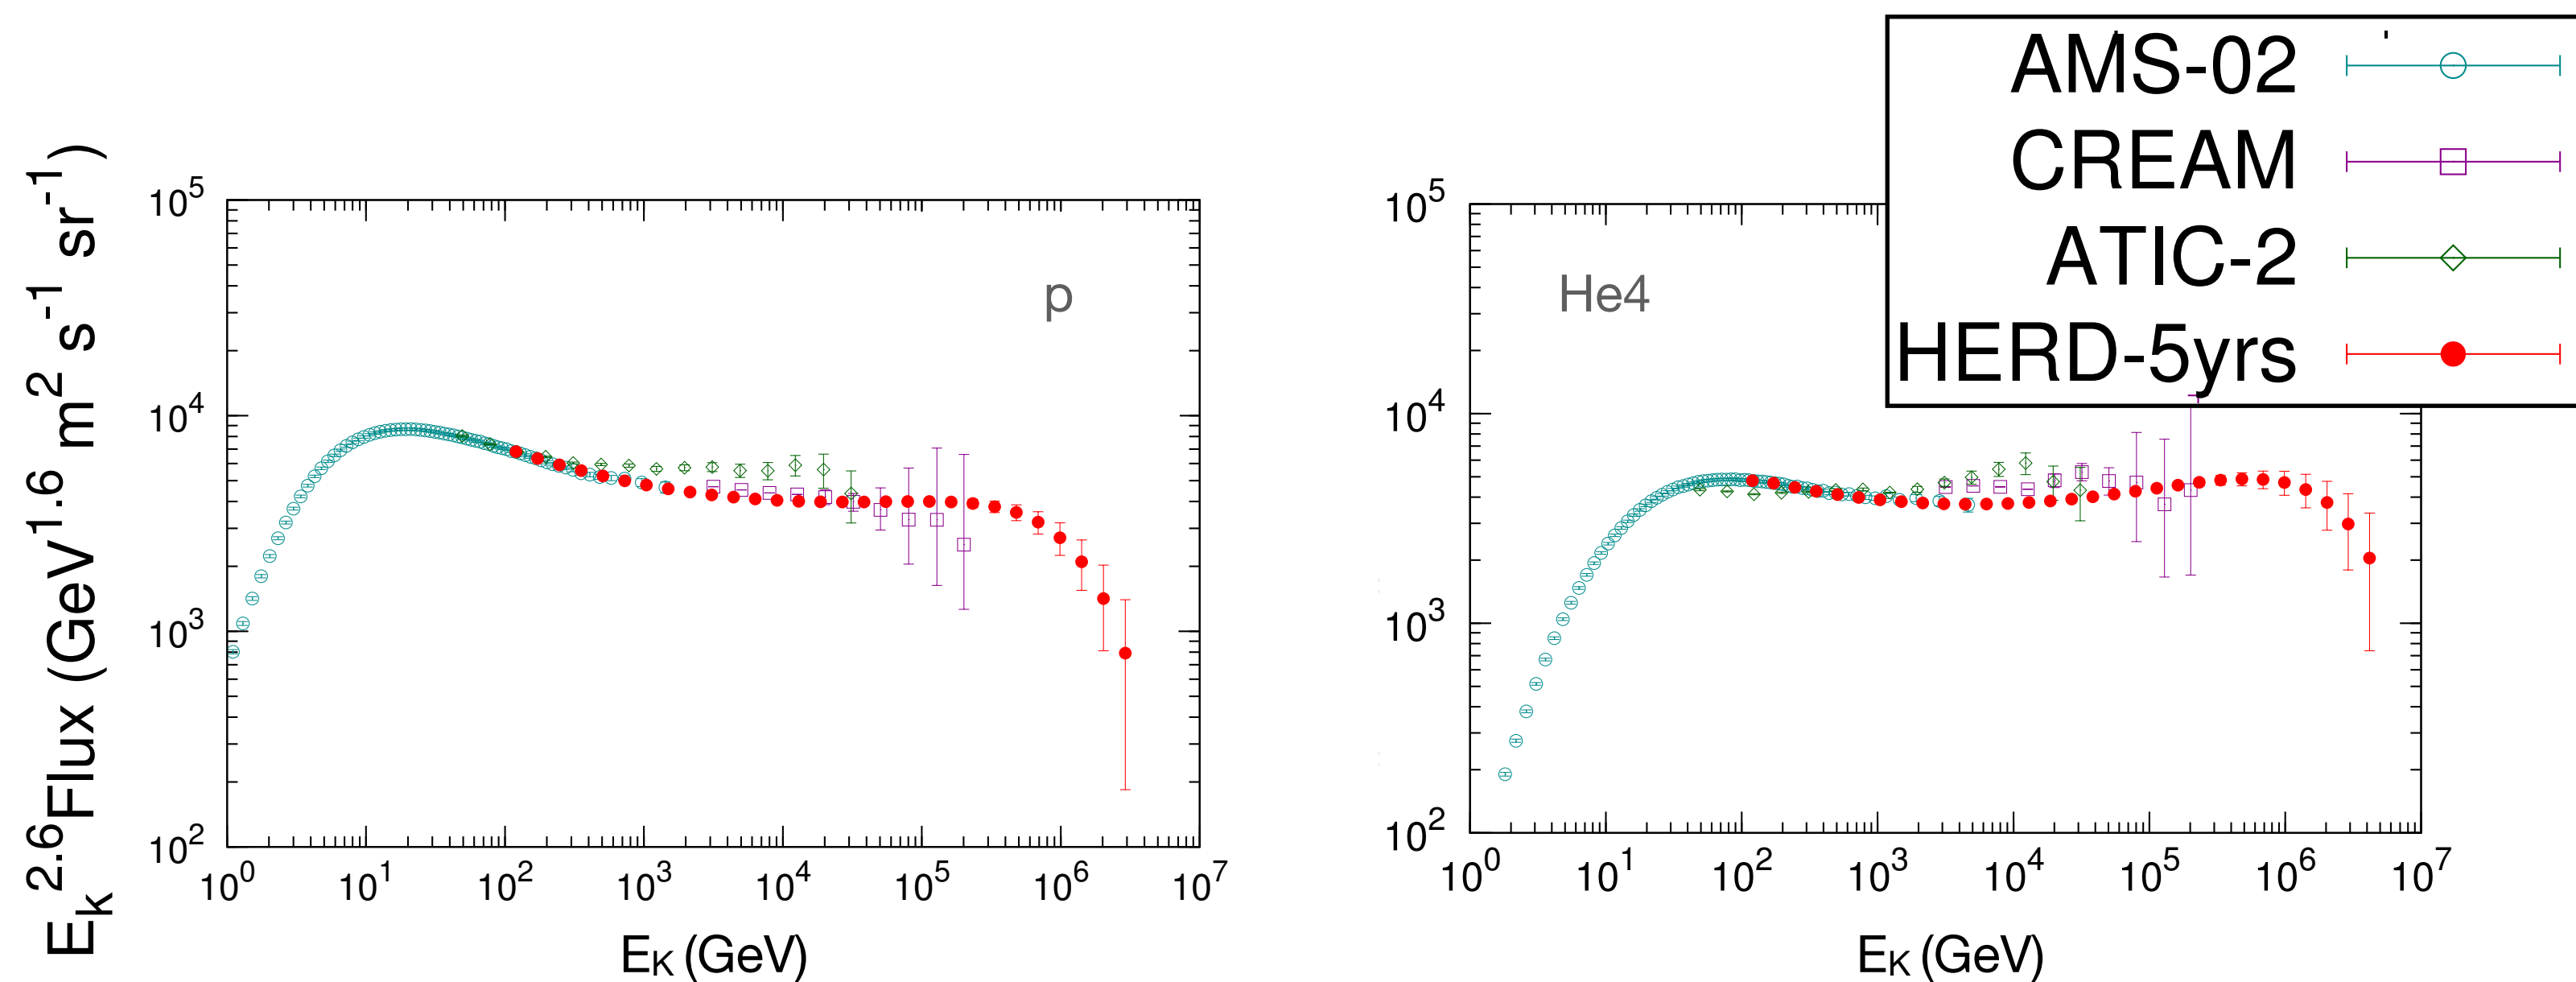 AMS-02
CREAM
ATIC-2
HERD-5yrs
E_k^2.6 Flux (GeV^1.6 m^2 s^-1 sr^-1)
10^5
10^4
10^3
10^2
p
10^0 10^1 10^2 10^3 10^4 10^5 10^6 10^7
E_K (GeV)
10^5
10^4
10^3
10^2
He4
10^0 10^1 10^2 10^3 10^4 10^5 10^6 10^7
E_K (GeV)